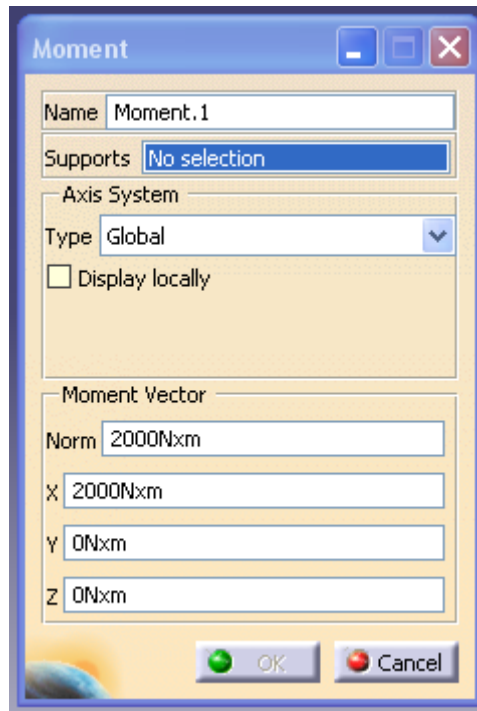 Moment
Name Moment.1
Supports No selection
Axis System
Type Global
Display locally
Moment Vector
Norm 2000Nxm
X 2000Nxm
Y 0Nxm
Z 0Nxm
OK Cancel